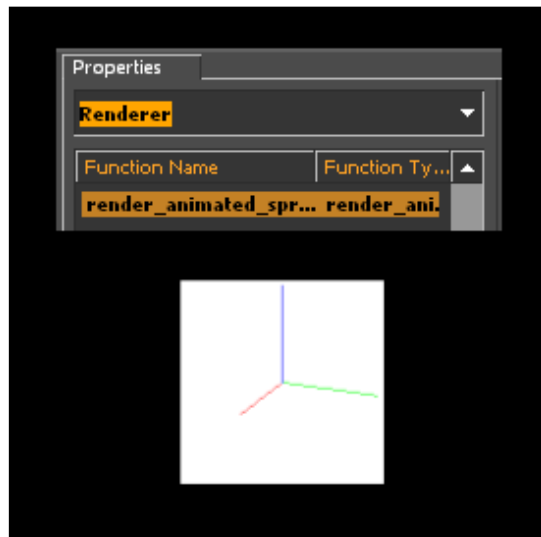 Properties
Renderer
Function Name Function Ty...
render_animated_spr... render_ani.